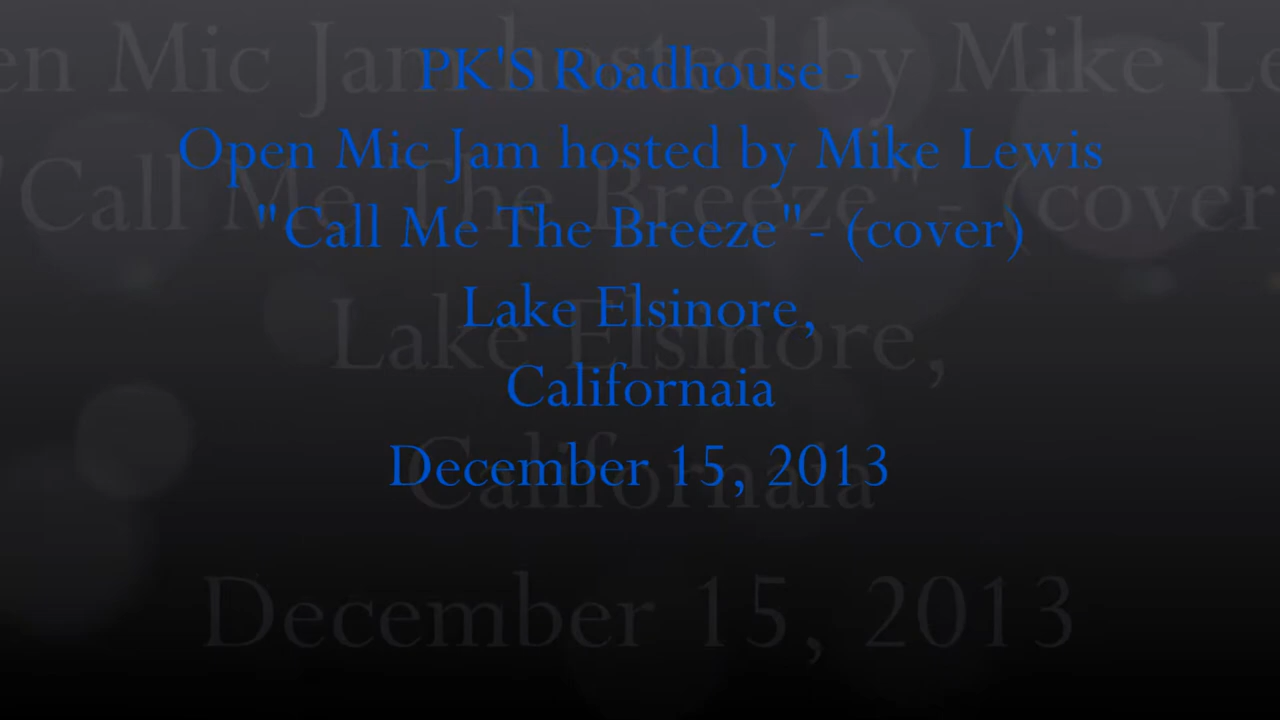 PK'S Roadhouse -
Open Mic Jam hosted by Mike Lewis
"Call Me The Breeze"- (cover)
Lake Elsinore,
Californaia
December 15, 2013